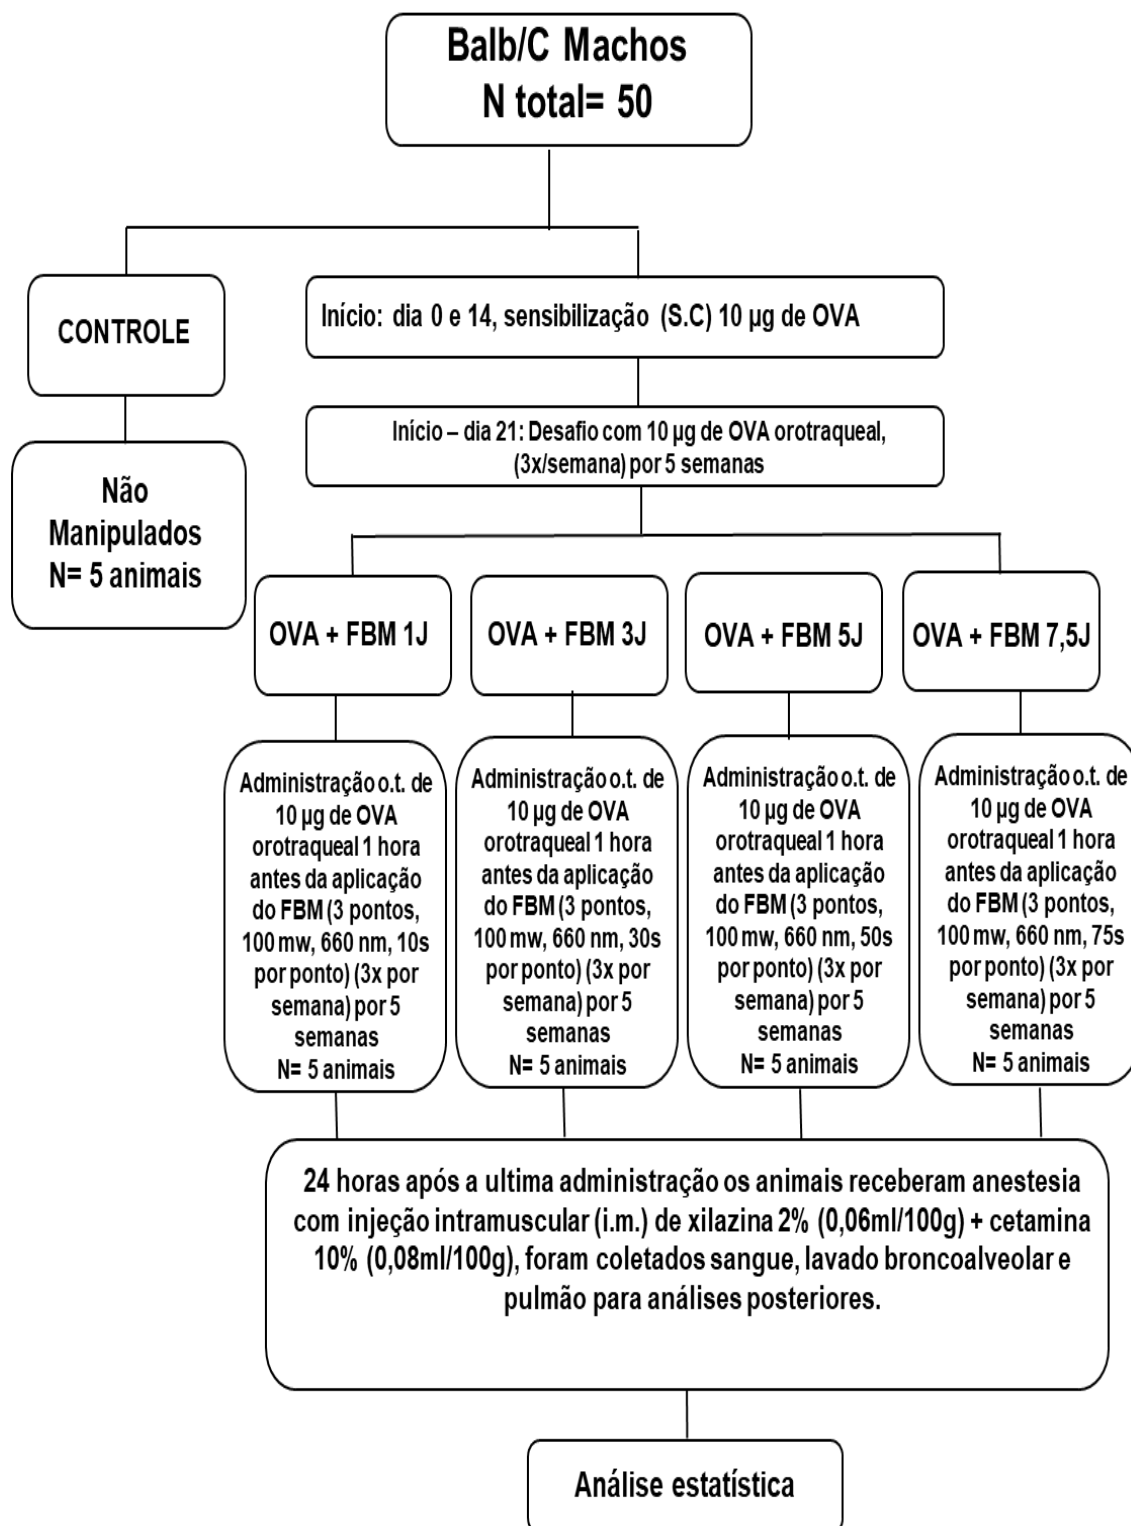 Balb/C Machos
N total= 50
CONTROLE
Início: dia 0 e 14, sensibilização (S.C) 10 µg de OVA
Início – dia 21: Desafio com 10 µg de OVA orotraqueal,
(3x/semana) por 5 semanas
Não
Manipulados
N= 5 animais
OVA + FBM 1J
OVA + FBM 3J
OVA + FBM 5J
OVA + FBM 7,5J
Administração o.t. de
10 µg de OVA
orotraqueal 1 hora
antes da aplicação
do FBM (3 pontos,
100 mw, 660 nm, 10s
por ponto) (3x por
semana) por 5
semanas
N= 5 animais
Administração o.t. de
10 µg de OVA
orotraqueal 1 hora
antes da aplicação
do FBM (3 pontos,
100 mw, 660 nm, 30s
por ponto) (3x por
semana) por 5
semanas
N= 5 animais
Administração o.t. de
10 µg de OVA
orotraqueal 1 hora
antes da aplicação
do FBM (3 pontos,
100 mw, 660 nm, 50s
por ponto) (3x por
semana) por 5
semanas
N= 5 animais
Administração o.t. de
10 µg de OVA
orotraqueal 1 hora
antes da aplicação
do FBM (3 pontos,
100 mw, 660 nm, 75s
por ponto) (3x por
semana) por 5
semanas
N= 5 animais
24 horas após a ultima administração os animais receberam anestesia
com injeção intramuscular (i.m.) de xilazina 2% (0,06ml/100g) + cetamina
10% (0,08ml/100g), foram coletados sangue, lavado broncoalveolar e
pulmão para análises posteriores.
Análise estatística